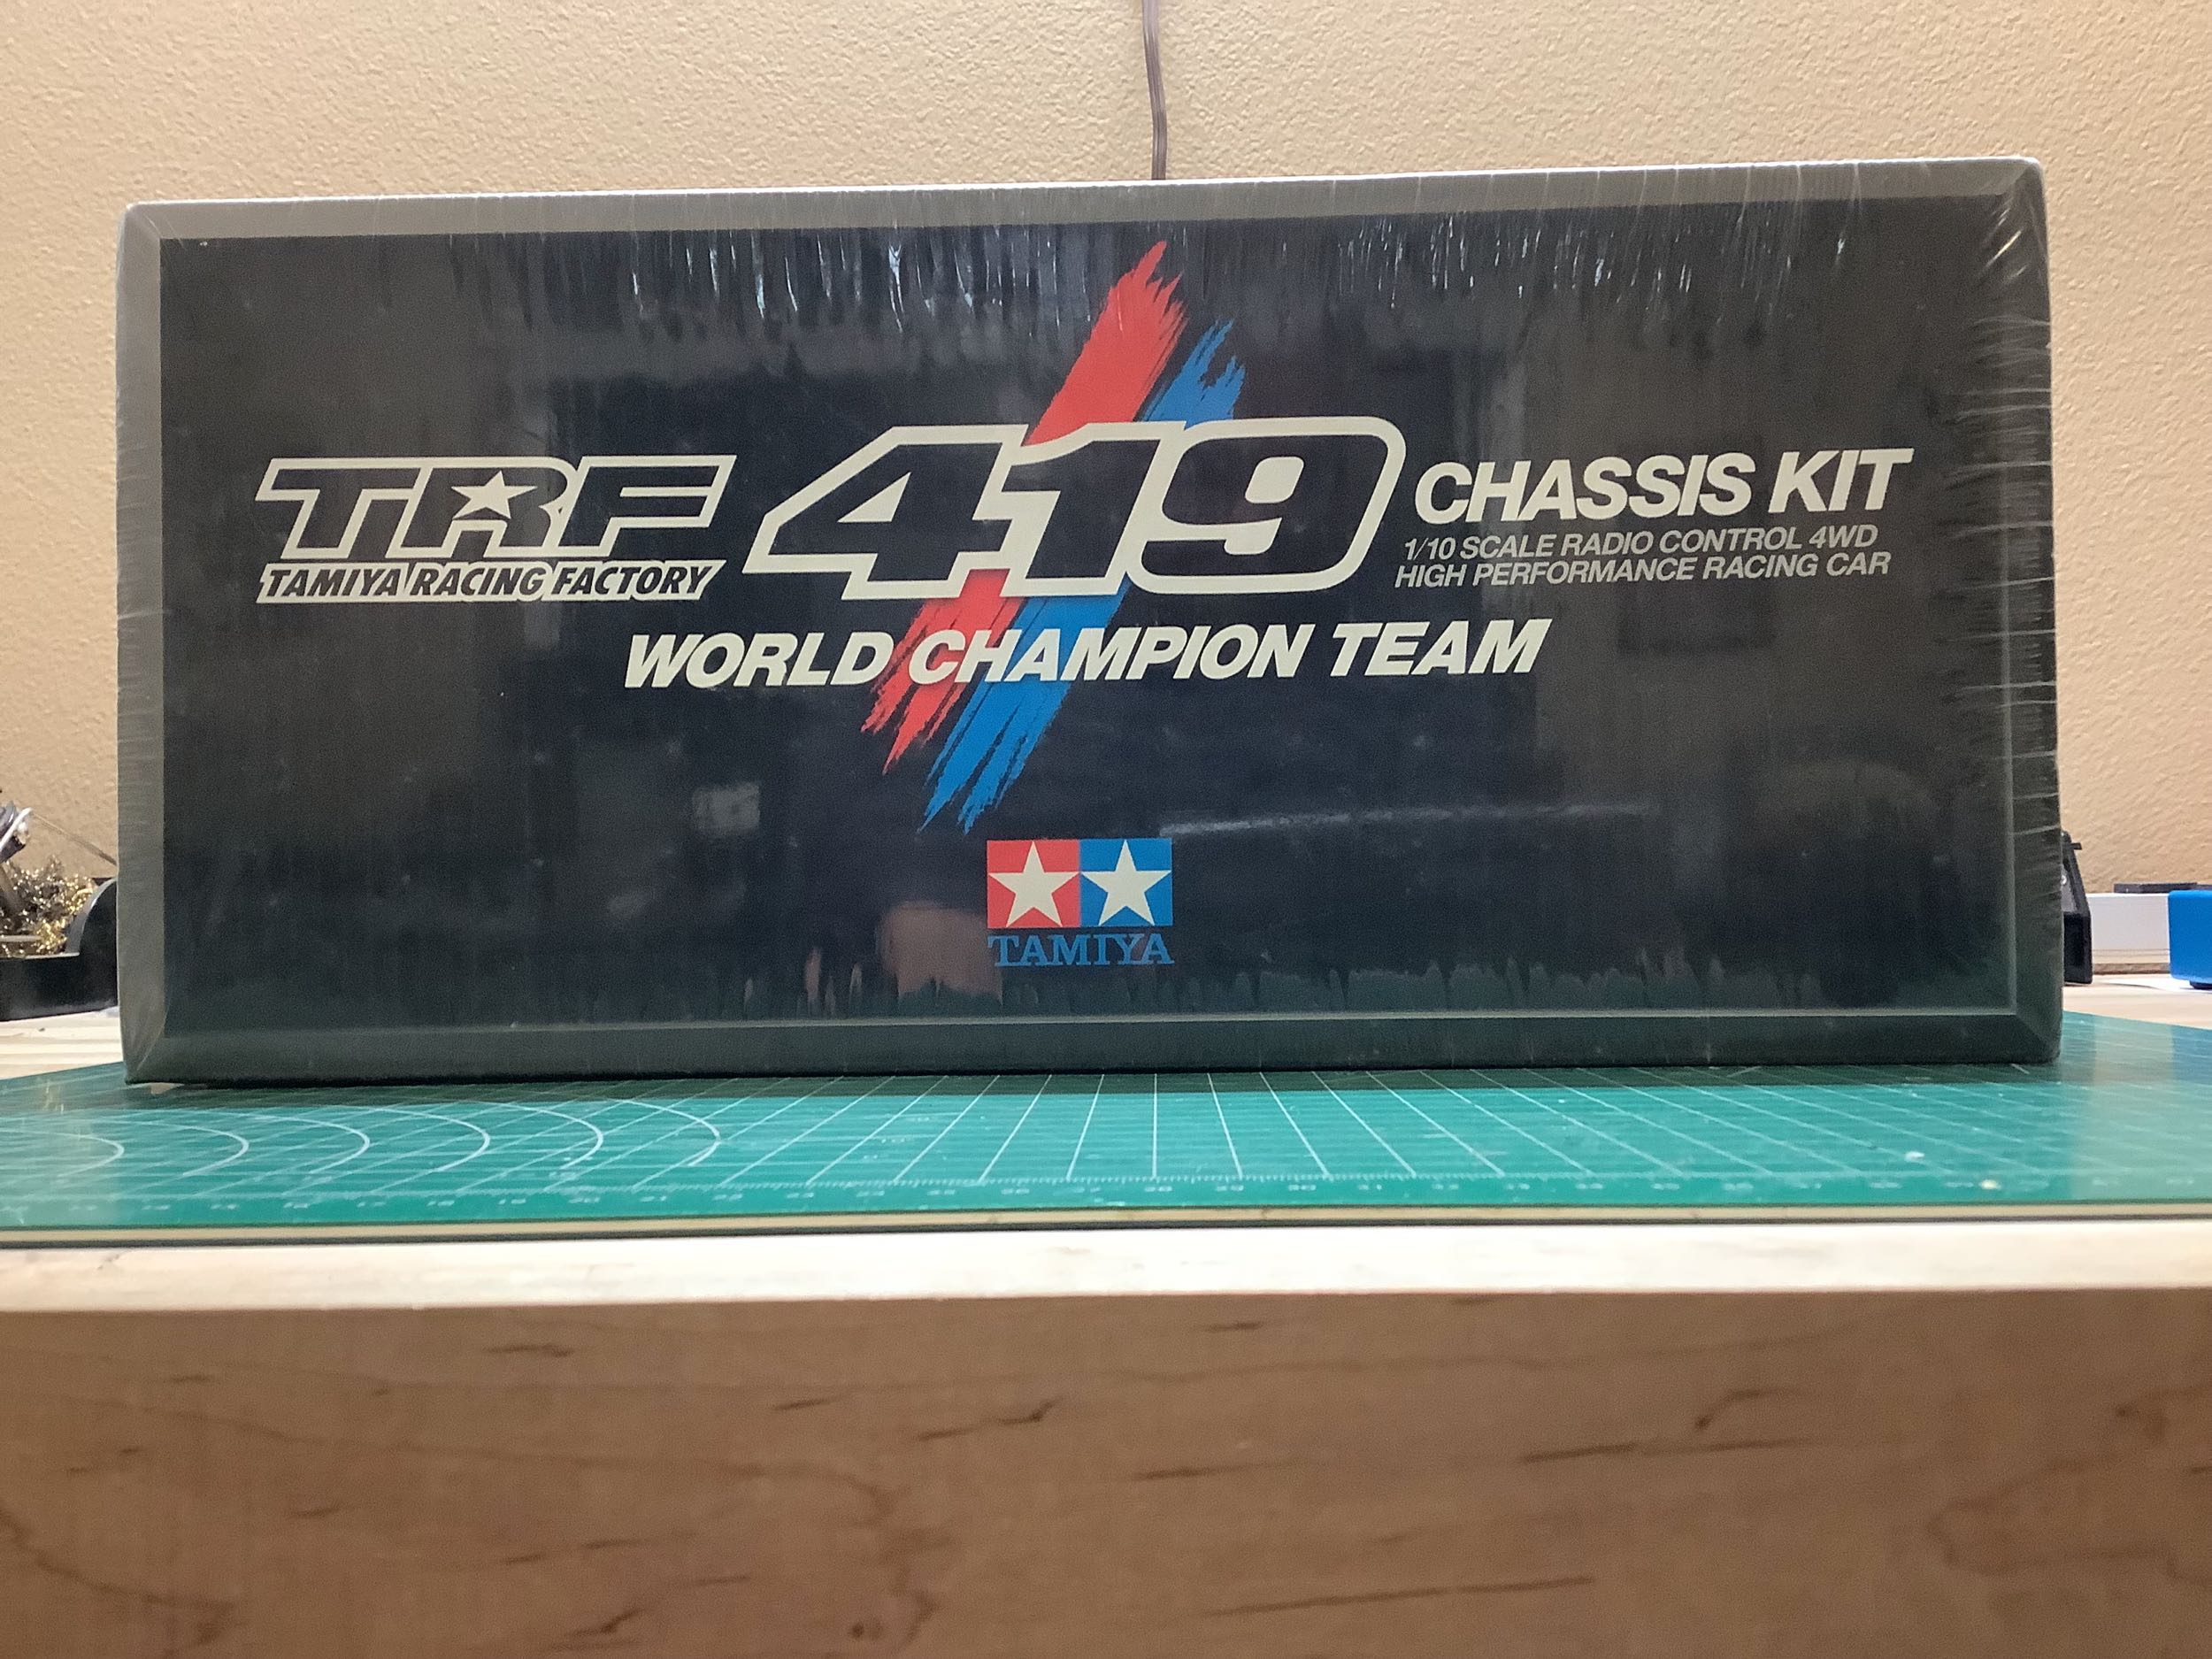 TRF 419 CHASSIS KIT
1/10 SCALE RADIO CONTROL 4WD
TAMIYA RACING FACTORY
HIGH PERFORMANCE RACING CAR
WORLD CHAMPION TEAM
TAMIYA